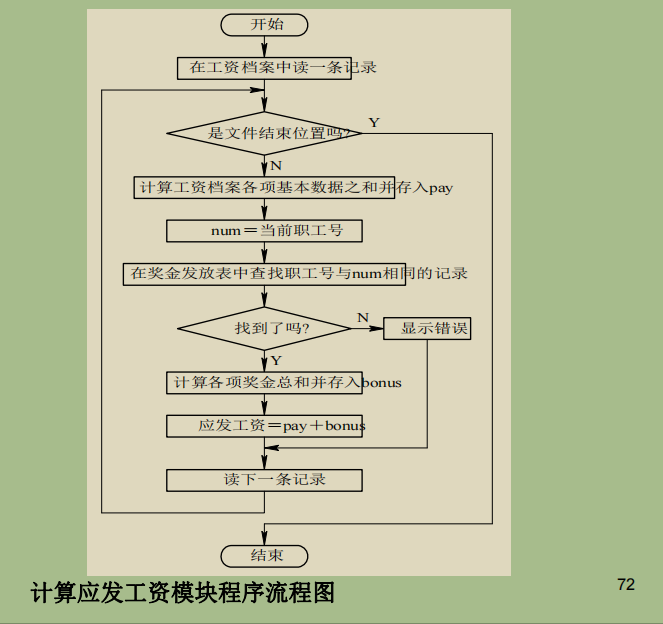 开始
在工资档案中读一条记录
是文件结束位置吗?
Y
N
计算工资档案各项基本数据之和并存入pay
num＝当前职工号
在奖金发放表中查找职工号与num相同的记录
找到了吗?
N
显示错误
Y
计算各项奖金总和并存入bonus
应发工资＝pay＋bonus
读下一条记录
结束
计算应发工资模块程序流程图
72